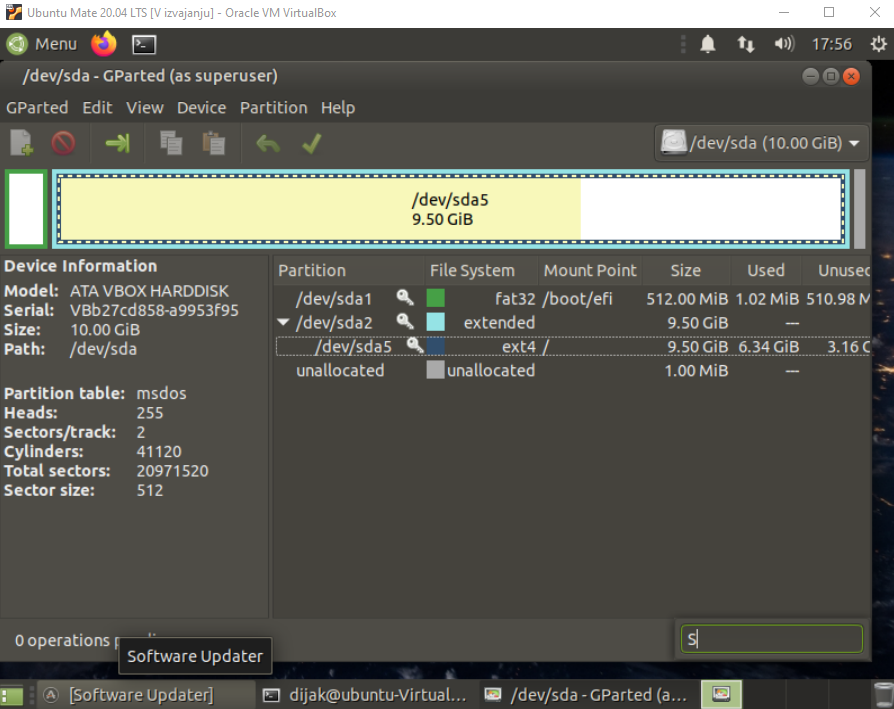 Ubuntu Mate 20.04 LTS [V izvajanju] - Oracle VM VirtualBox
Menu 17:56
/dev/sda - GParted (as superuser)
GParted Edit View Device Partition Help
/dev/sda (10.00 GiB)
/dev/sda5
9.50 GiB
Device Information
Model: ATA VBOX HARDDISK
Serial: VBb27cd858-a9953f95
Size: 10.00 GiB
Path: /dev/sda
Partition table: msdos
Heads: 255
Sectors/track: 2
Cylinders: 41120
Total sectors: 20971520
Sector size: 512
Partition File System Mount Point Size Used Unused
/dev/sda1 fat32 /boot/efi 512.00 MiB 1.02 MiB 510.98 M
/dev/sda2 extended 9.50 GiB ---
/dev/sda5 ext4 / 9.50 GiB 6.34 GiB 3.16 G
unallocated unallocated 1.00 MiB ---
0 operations
S
Software Updater
[Software Updater] dijak@ubuntu-Virtual... /dev/sda - GParted (a...